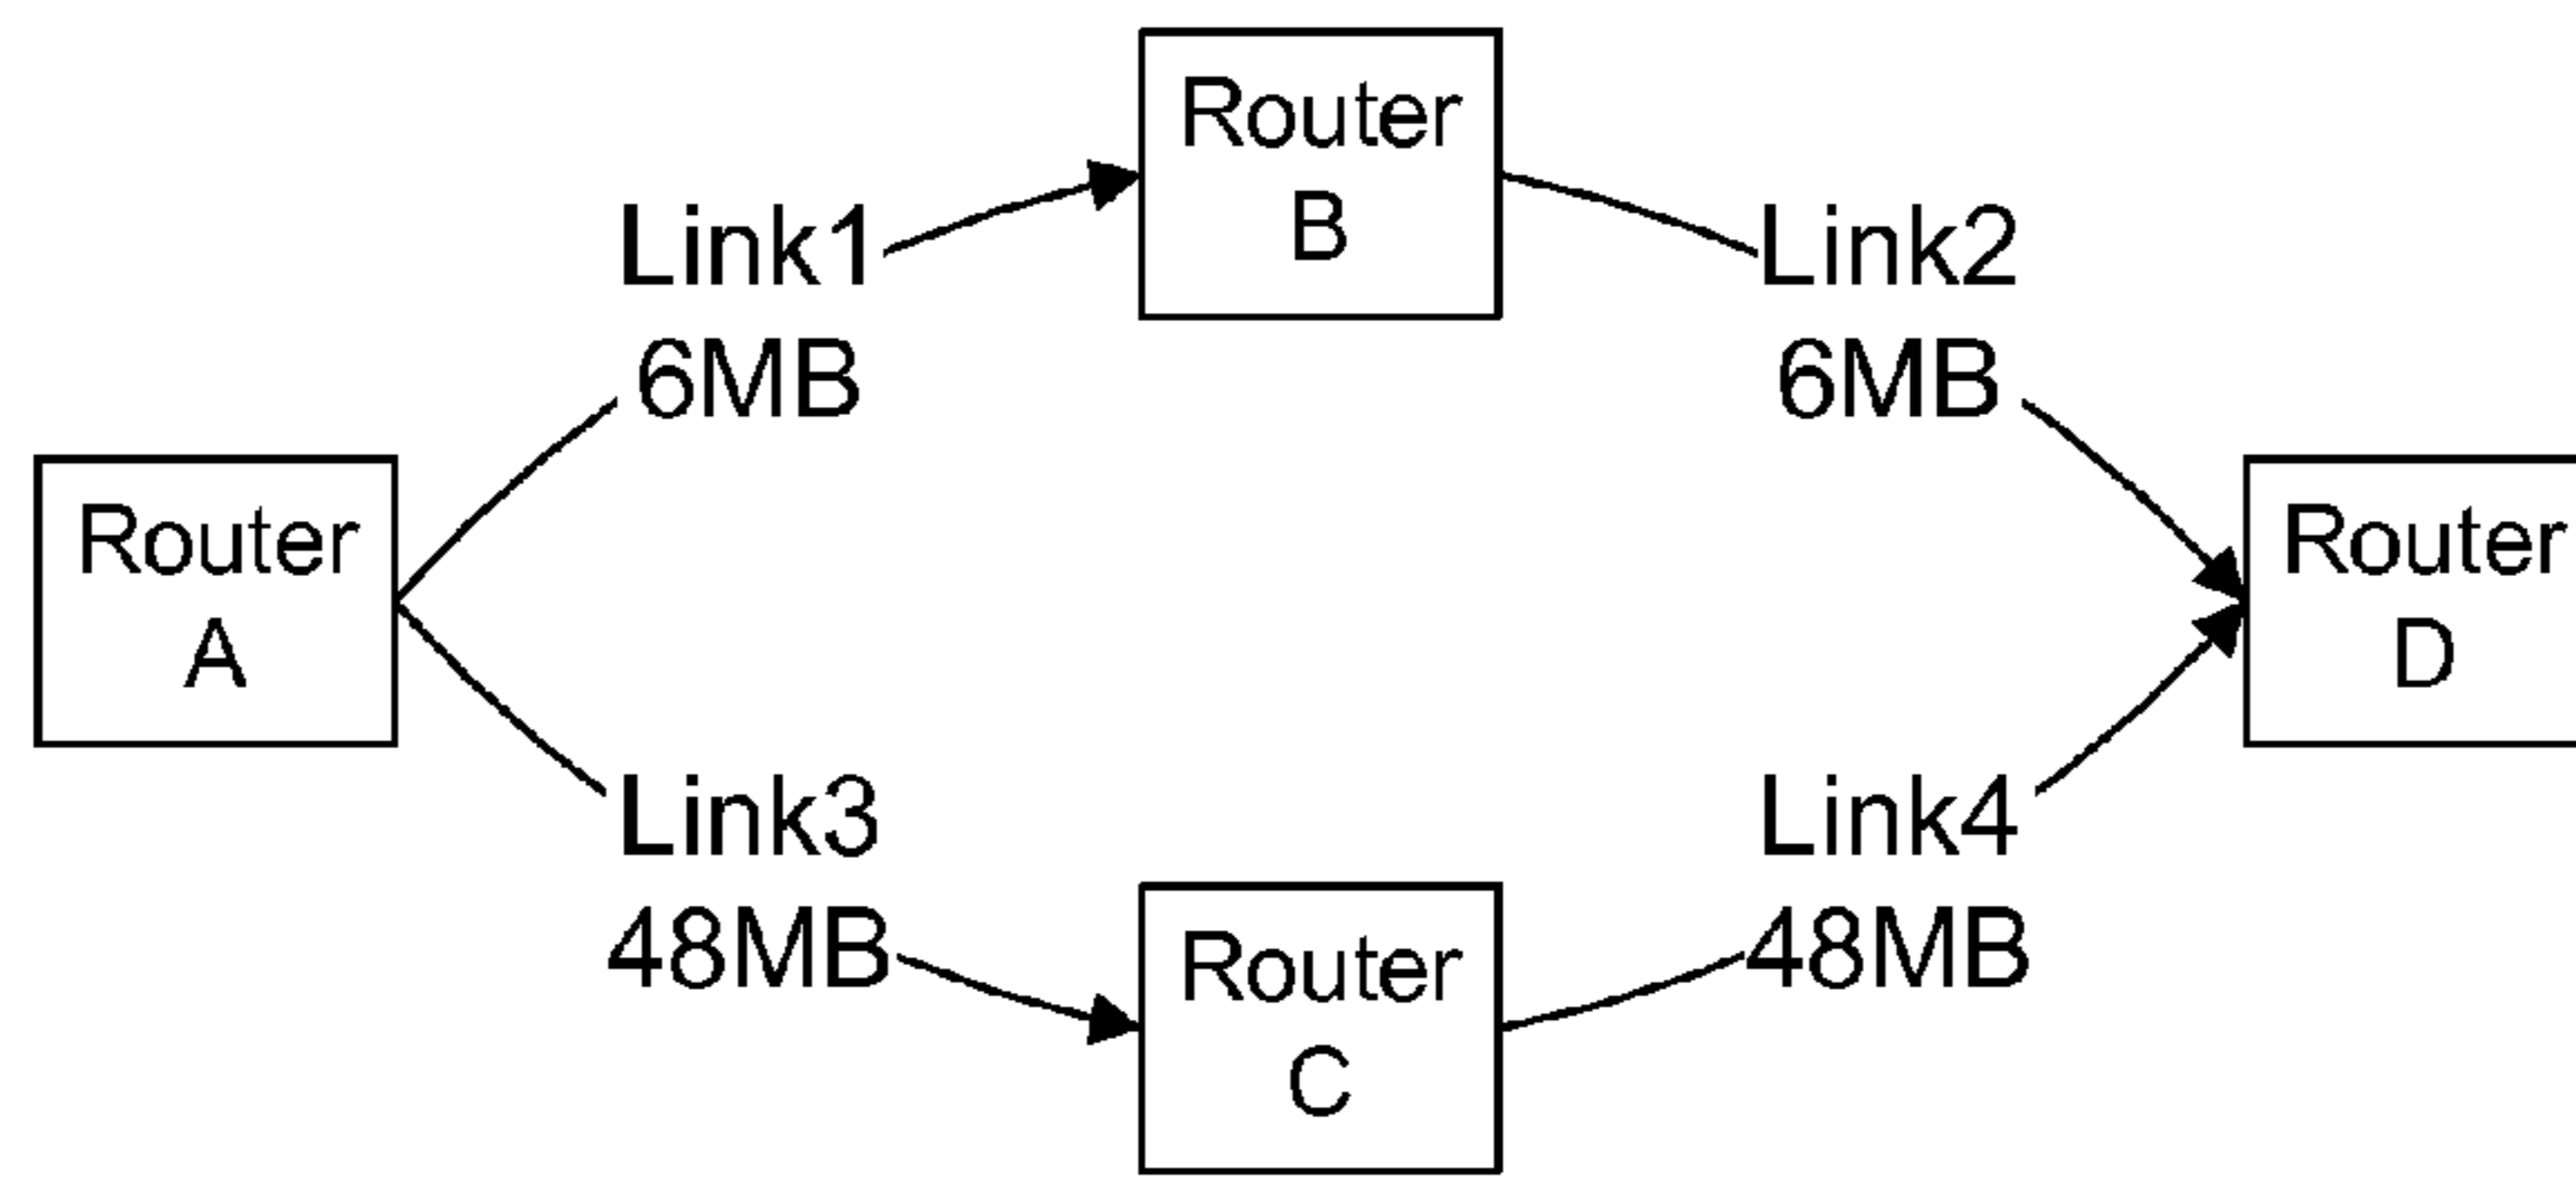 Router
B
Link1
6MB
Link2
6MB
Router
A
Router
D
Link3
48MB
Link4
48MB
Router
C